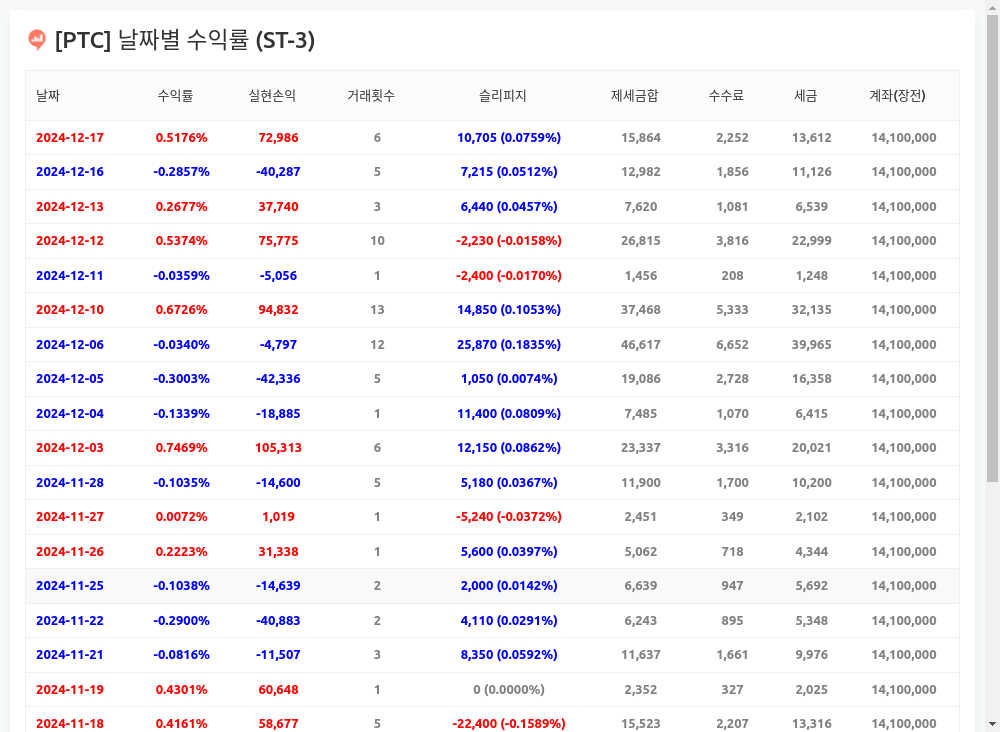 [PTC] 날짜별 수익률 (ST-3)
날짜 수익률 실현손익 거래횟수 슬리피지 제세금합 수수료 세금 계좌(장전)
2024-12-17 0.5176% 72,986 6 10,705 (0.0759%) 15,864 2,252 13,612 14,100,000
2024-12-16 -0.2857% -40,287 5 7,215 (0.0512%) 12,982 1,856 11,126 14,100,000
2024-12-13 0.2677% 37,740 3 6,440 (0.0457%) 7,620 1,081 6,539 14,100,000
2024-12-12 0.5374% 75,775 10 -2,230 (-0.0158%) 26,815 3,816 22,999 14,100,000
2024-12-11 -0.0359% -5,056 1 -2,400 (-0.0170%) 1,456 208 1,248 14,100,000
2024-12-10 0.6726% 94,832 13 14,850 (0.1053%) 37,468 5,333 32,135 14,100,000
2024-12-06 -0.0340% -4,797 12 25,870 (0.1835%) 46,617 6,652 39,965 14,100,000
2024-12-05 -0.3003% -42,336 5 1,050 (0.0074%) 19,086 2,728 16,358 14,100,000
2024-12-04 -0.1339% -18,885 1 11,400 (0.0809%) 7,485 1,070 6,415 14,100,000
2024-12-03 0.7469% 105,313 6 12,150 (0.0862%) 23,337 3,316 20,021 14,100,000
2024-11-28 -0.1035% -14,600 5 5,180 (0.0367%) 11,900 1,700 10,200 14,100,000
2024-11-27 0.0072% 1,019 1 -5,240 (-0.0372%) 2,451 349 2,102 14,100,000
2024-11-26 0.2223% 31,338 1 5,600 (0.0397%) 5,062 718 4,344 14,100,000
2024-11-25 -0.1038% -14,639 2 2,000 (0.0142%) 6,639 947 5,692 14,100,000
2024-11-22 -0.2900% -40,883 2 4,110 (0.0291%) 6,243 895 5,348 14,100,000
2024-11-21 -0.0816% -11,507 3 8,350 (0.0592%) 11,637 1,661 9,976 14,100,000
2024-11-19 0.4301% 60,648 1 0 (0.0000%) 2,352 327 2,025 14,100,000
2024-11-18 0.4161% 58,677 5 -22,400 (-0.1589%) 15,523 2,207 13,316 14,100,000